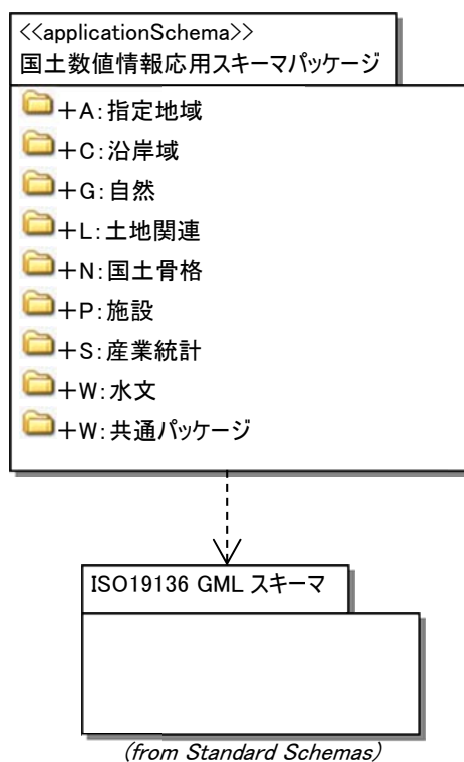 <<applicationSchema>>
国土数値情報応用スキーマパッケージ
+A:指定地域
+C:沿岸域
+G:自然
+L:土地関連
+N:国土骨格
+P:施設
+S:産業統計
+W:水文
+W:共通パッケージ
ISO19136 GML スキーマ
(from Standard Schemas)